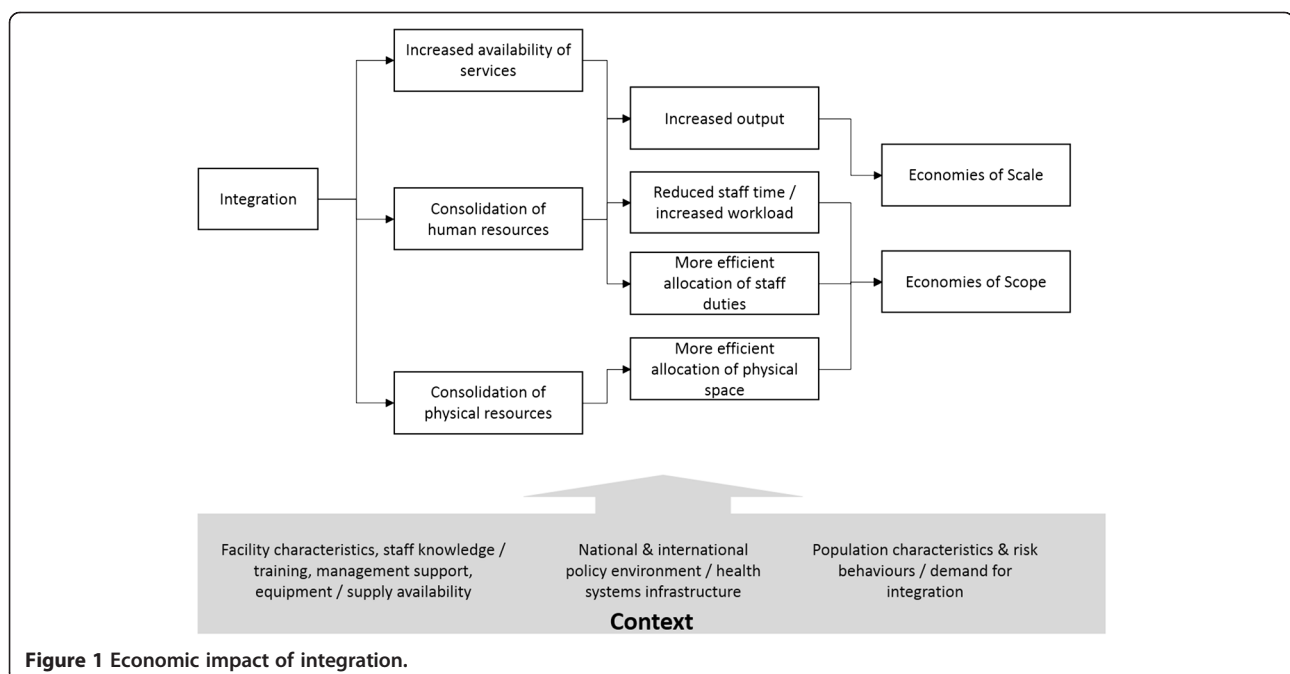 Increased availability of
services
Increased output
Economies of Scale
Integration
Consolidation of
human resources
Reduced staff time /
increased workload
More efficient
allocation of staff
duties
Economies of Scope
More efficient
allocation of physical
space
Consolidation of
physical resources
Facility characteristics, staff knowledge /
training, management support,
equipment / supply availability
National & international
policy environment / health
systems infrastructure
Population characteristics & risk
behaviours / demand for
integration
Context
Figure 1 Economic impact of integration.